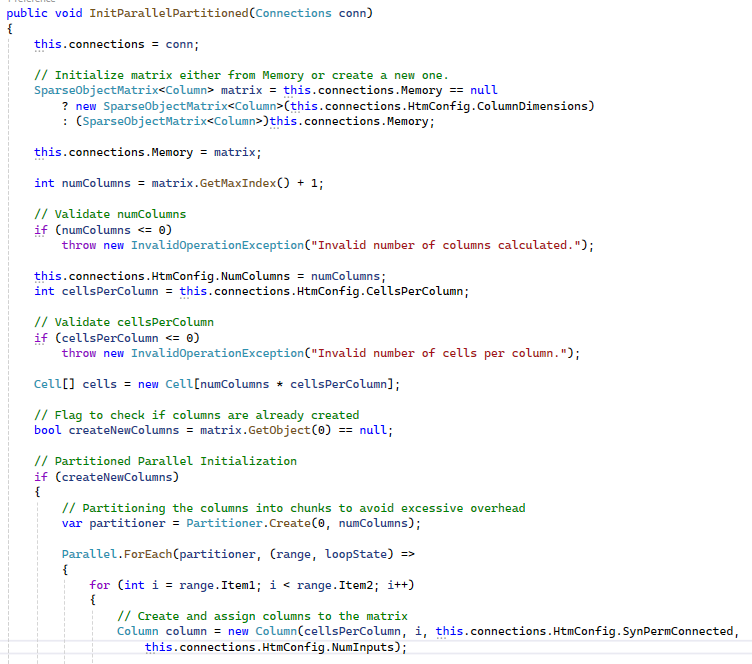 public void InitParallelPartitioned(Connections conn)
{
    this.connections = conn;

    // Initialize matrix either from Memory or create a new one.
    SparseObjectMatrix<Column> matrix = this.connections.Memory == null
        ? new SparseObjectMatrix<Column>(this.connections.HtmConfig.ColumnDimensions)
        : (SparseObjectMatrix<Column>)this.connections.Memory;

    this.connections.Memory = matrix;

    int numColumns = matrix.GetMaxIndex() + 1;

    // Validate numColumns
    if (numColumns <= 0)
        throw new InvalidOperationException("Invalid number of columns calculated.");

    this.connections.HtmConfig.NumColumns = numColumns;
    int cellsPerColumn = this.connections.HtmConfig.CellsPerColumn;

    // Validate cellsPerColumn
    if (cellsPerColumn <= 0)
        throw new InvalidOperationException("Invalid number of cells per column.");

    Cell[] cells = new Cell[numColumns * cellsPerColumn];

    // Flag to check if columns are already created
    bool createNewColumns = matrix.GetObject(0) == null;

    // Partitioned Parallel Initialization
    if (createNewColumns)
    {
        // Partitioning the columns into chunks to avoid excessive overhead
        var partitioner = Partitioner.Create(0, numColumns);

        Parallel.ForEach(partitioner, (range, loopState) =>
        {
            for (int i = range.Item1; i < range.Item2; i++)
            {
                // Create and assign columns to the matrix
                Column column = new Column(cellsPerColumn, i, this.connections.HtmConfig.SynPermConnected,
                    this.connections.HtmConfig.NumInputs);